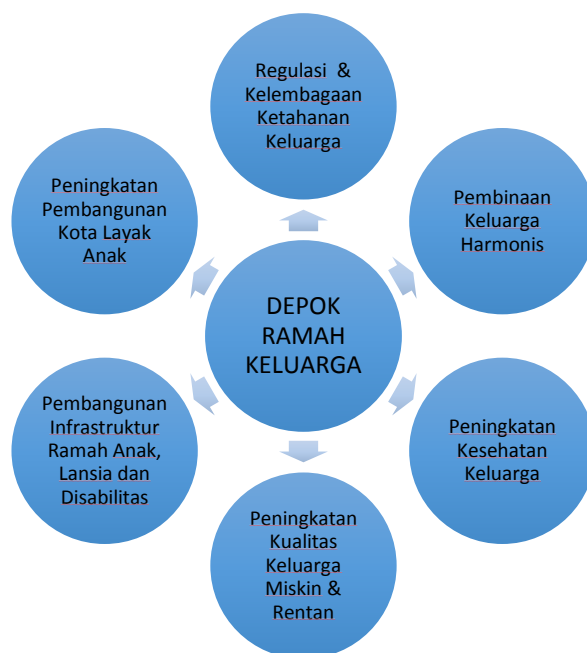 Regulasi &
Kelembagaan
Ketahanan
Keluarga
Pembinaan
Keluarga
Harmonis
Peningkatan
Kesehatan
Keluarga
Peningkatan
Kualitas
Keluarga
Miskin &
Rentan
Pembangunan
Infrastruktur
Ramah Anak,
Lansia dan
Disabilitas
Peningkatan
Pembangunan
Kota Layak
Anak
DEPOK
RAMAH
KELUARGA